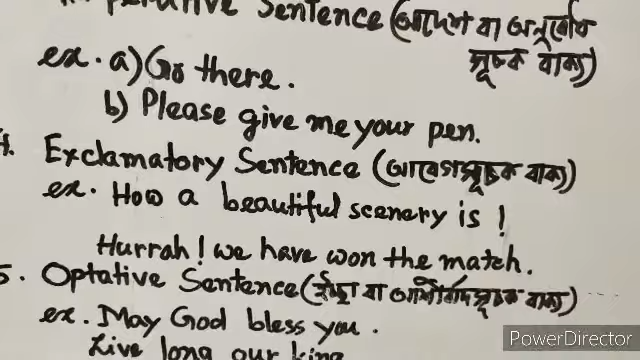 Imperative Sentence (আদেশ বা অনুরোধ
সূচক বাক্য)
ex. a) Go there.
b) Please give me your pen.
4. Exclamatory Sentence (আবেগসূচক বাক্য)
ex. How a beautiful scenery is!
Hurrah! we have won the match.
5. Optative Sentence (ইচ্ছা বা আশীর্বাদসূচক বাক্য)
ex. May God bless you.
Live long our king
PowerDirector